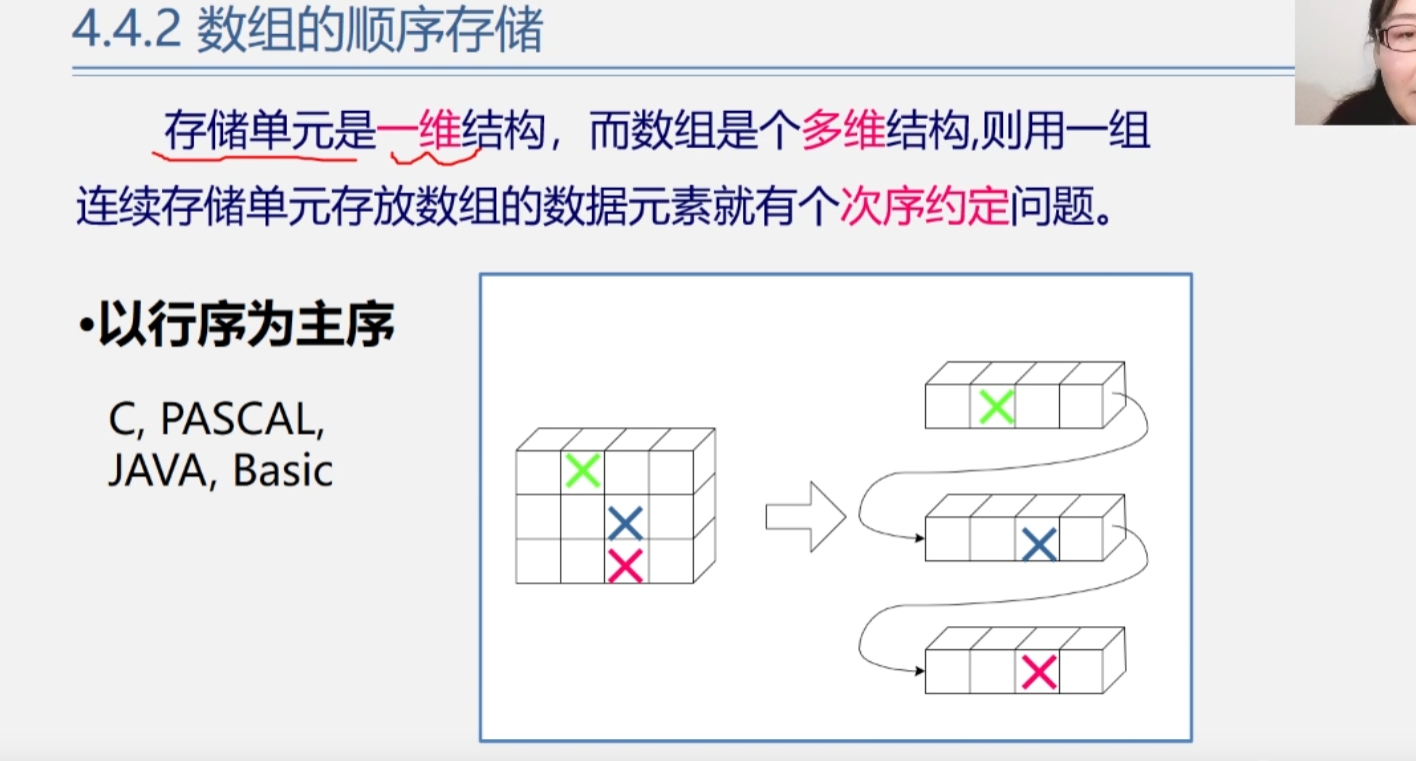 4.4.2 数组的顺序存储
存储单元是一维结构，而数组是个多维结构,则用一组
连续存储单元存放数组的数据元素就有个次序约定问题。
•以行序为主序
C, PASCAL,
JAVA, Basic